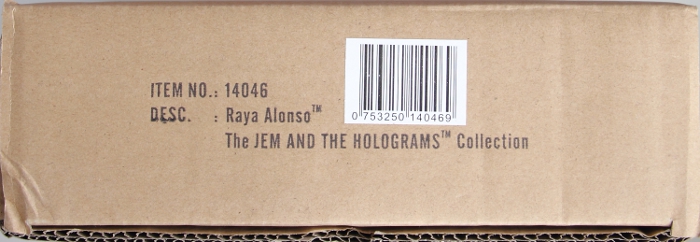 ITEM NO.: 14046
DESC. : Raya Alonso™
The JEM AND THE HOLOGRAMS™ Collection
0 753250 140469